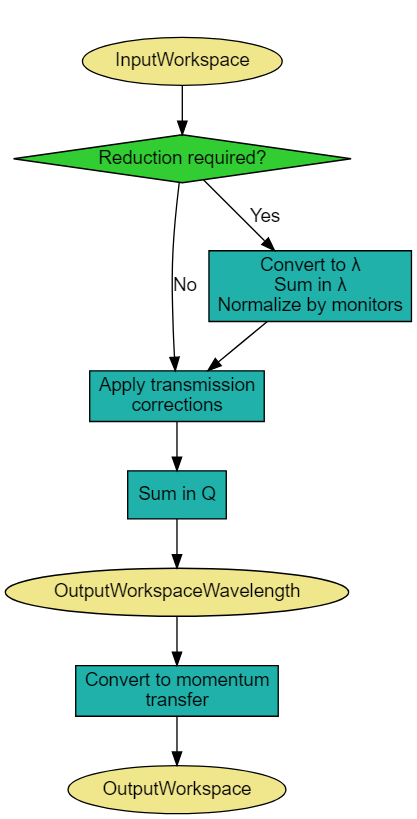 InputWorkspace
Reduction required?
Yes
Convert to λ
Sum in λ
Normalize by monitors
No
Apply transmission
corrections
Sum in Q
OutputWorkspaceWavelength
Convert to momentum
transfer
OutputWorkspace